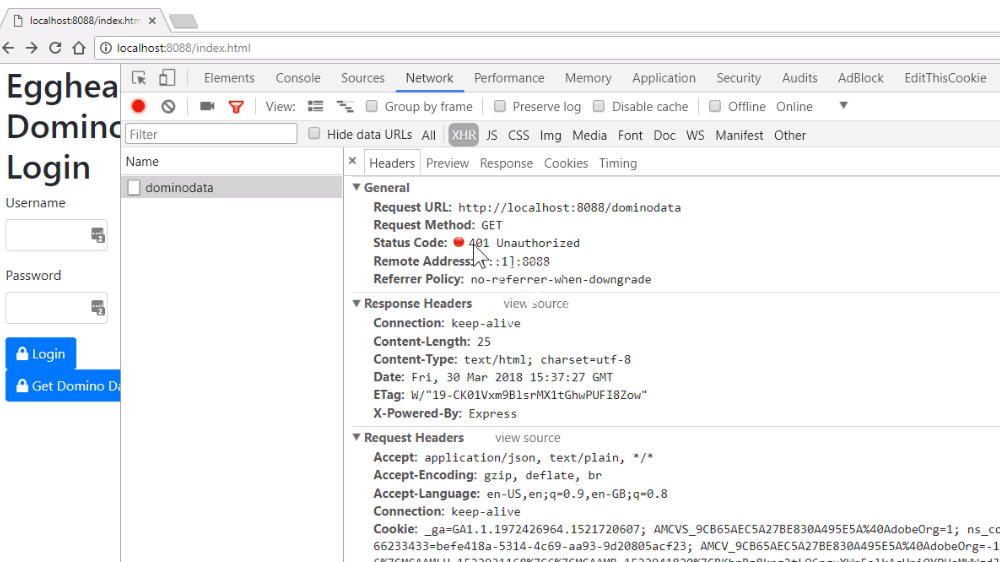 localhost:8088/index.htm
localhost:8088/index.html
Egghea
Domino
Login
Username
Password
Login
Get Domino Da
Elements Console Sources Network Performance Memory Application Security Audits AdBlock EditThisCookie
View: Group by frame Preserve log Disable cache Offline Online
Filter Hide data URLs All XHR JS CSS Img Media Font Doc WS Manifest Other
Name
dominodata
Headers Preview Response Cookies Timing
General
Request URL: http://localhost:8088/dominodata
Request Method: GET
Status Code: 401 Unauthorized
Remote Address: :1]:8088
Referrer Policy: no-referrer-when-downgrade
Response Headers view source
Connection: keep-alive
Content-Length: 25
Content-Type: text/html; charset=utf-8
Date: Fri, 30 Mar 2018 15:37:27 GMT
ETag: W/"19-CK01Vxm9BlsrMX1tGhwPUFI8Zow"
X-Powered-By: Express
Request Headers view source
Accept: application/json, text/plain, */*
Accept-Encoding: gzip, deflate, br
Accept-Language: en-US,en;q=0.9,en-GB;q=0.8
Connection: keep-alive
Cookie: _ga=GA1.1.1972426964.1521720607; AMCVS_9CB65AEC5A27BE830A495E5A%40AdobeOrg=1; ns_co
66233433=befe418a-5314-4c69-aa93-9d20805acf23; AMCV_9CB65AEC5A27BE830A495E5A%40AdobeOrg=-1